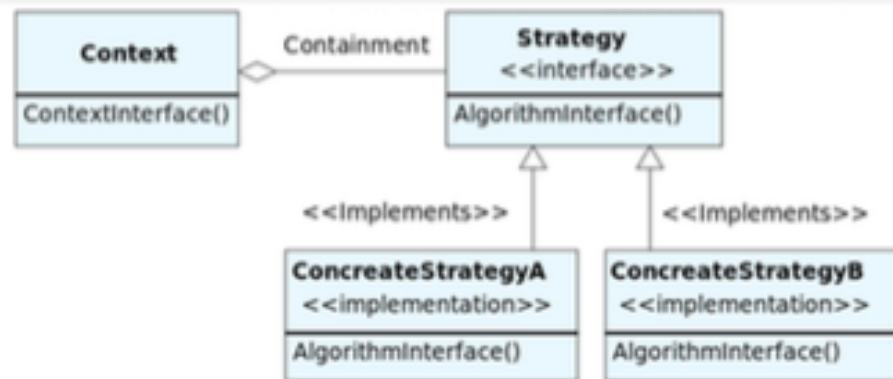 Context
Containment
Strategy
<<interface>>
ContextInterface()
AlgorithmInterface()
<<Implements>>
<<Implements>>
ConcreateStrategyA
<<implementation>>
AlgorithmInterface()
ConcreateStrategyB
<<implementation>>
AlgorithmInterface()